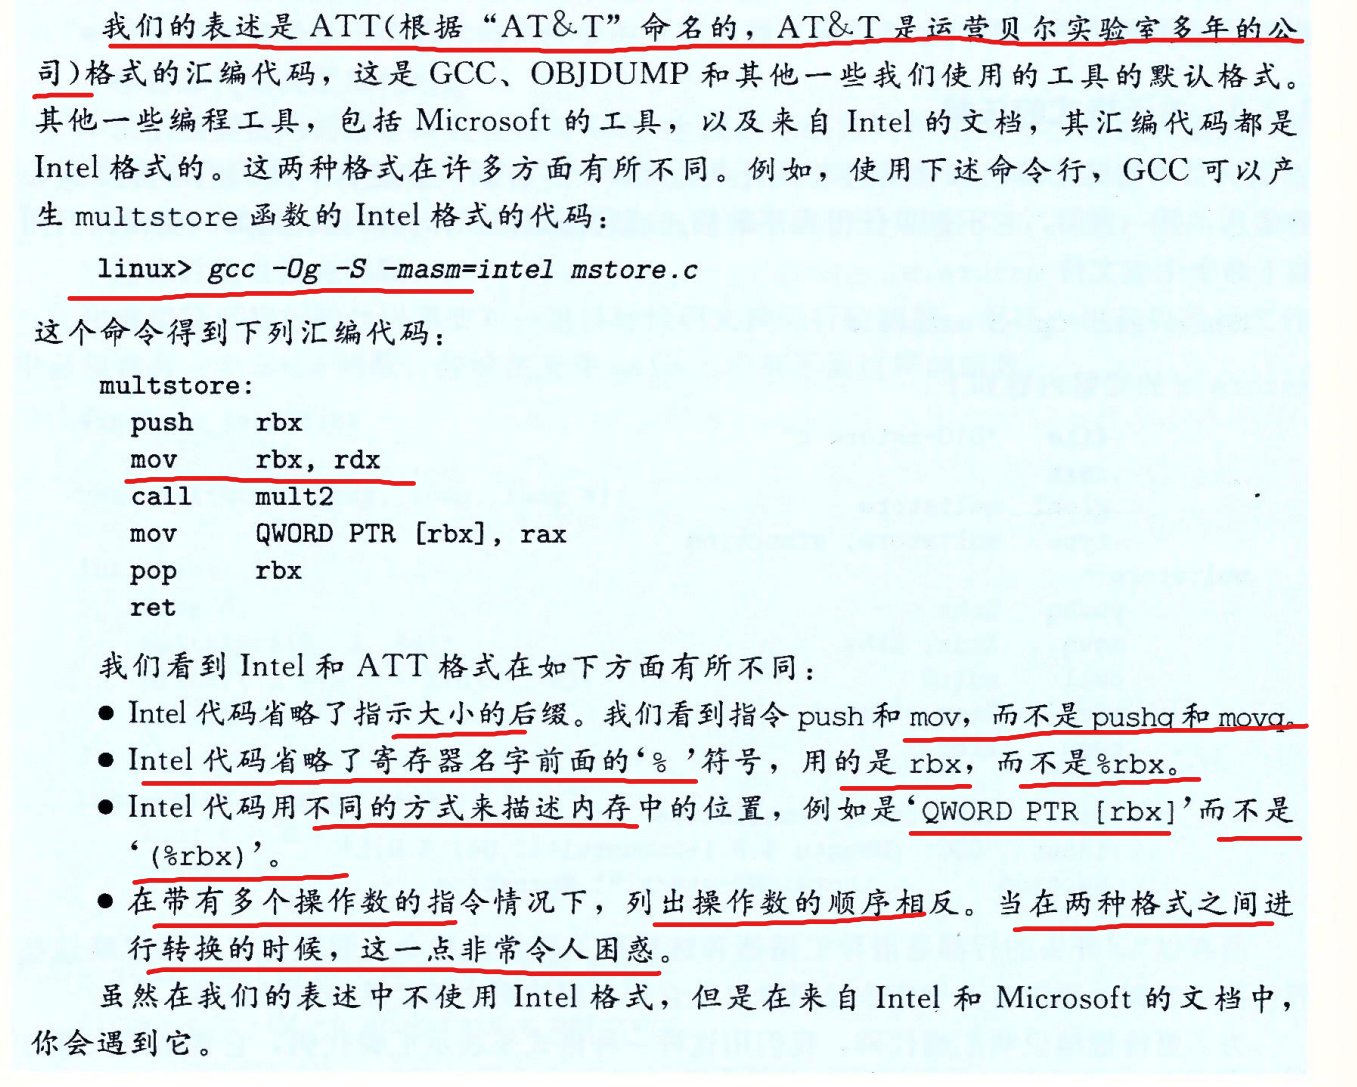 我们的表述是 ATT(根据“AT&T”命名的，AT&T 是运营贝尔实验室多年的公
司)格式的汇编代码，这是 GCC、OBJDUMP 和其他一些我们使用的工具的默认格式。
其他一些编程工具，包括 Microsoft 的工具，以及来自 Intel 的文档，其汇编代码都是
Intel 格式的。这两种格式在许多方面有所不同。例如，使用下述命令行，GCC 可以产
生 multstore 函数的 Intel 格式的代码：
linux> gcc -Og -S -masm=intel mstore.c
这个命令得到下列汇编代码：
multstore:
push rbx
mov rbx, rdx
call mult2
mov QWORD PTR [rbx], rax
pop rbx
ret
我们看到 Intel 和 ATT 格式在如下方面有所不同：
● Intel 代码省略了指示大小的后缀。我们看到指令 push 和 mov，而不是 pushq 和 movq。
● Intel 代码省略了寄存器名字前面的‘%’符号，用的是 rbx，而不是%rbx。
● Intel 代码用不同的方式来描述内存中的位置，例如是‘QWORD PTR [rbx]’而不是
‘(%rbx)’。
● 在带有多个操作数的指令情况下，列出操作数的顺序相反。当在两种格式之间进
行转换的时候，这一点非常令人困惑。
虽然在我们的表述中不使用 Intel 格式，但是在来自 Intel 和 Microsoft 的文档中，
你会遇到它。